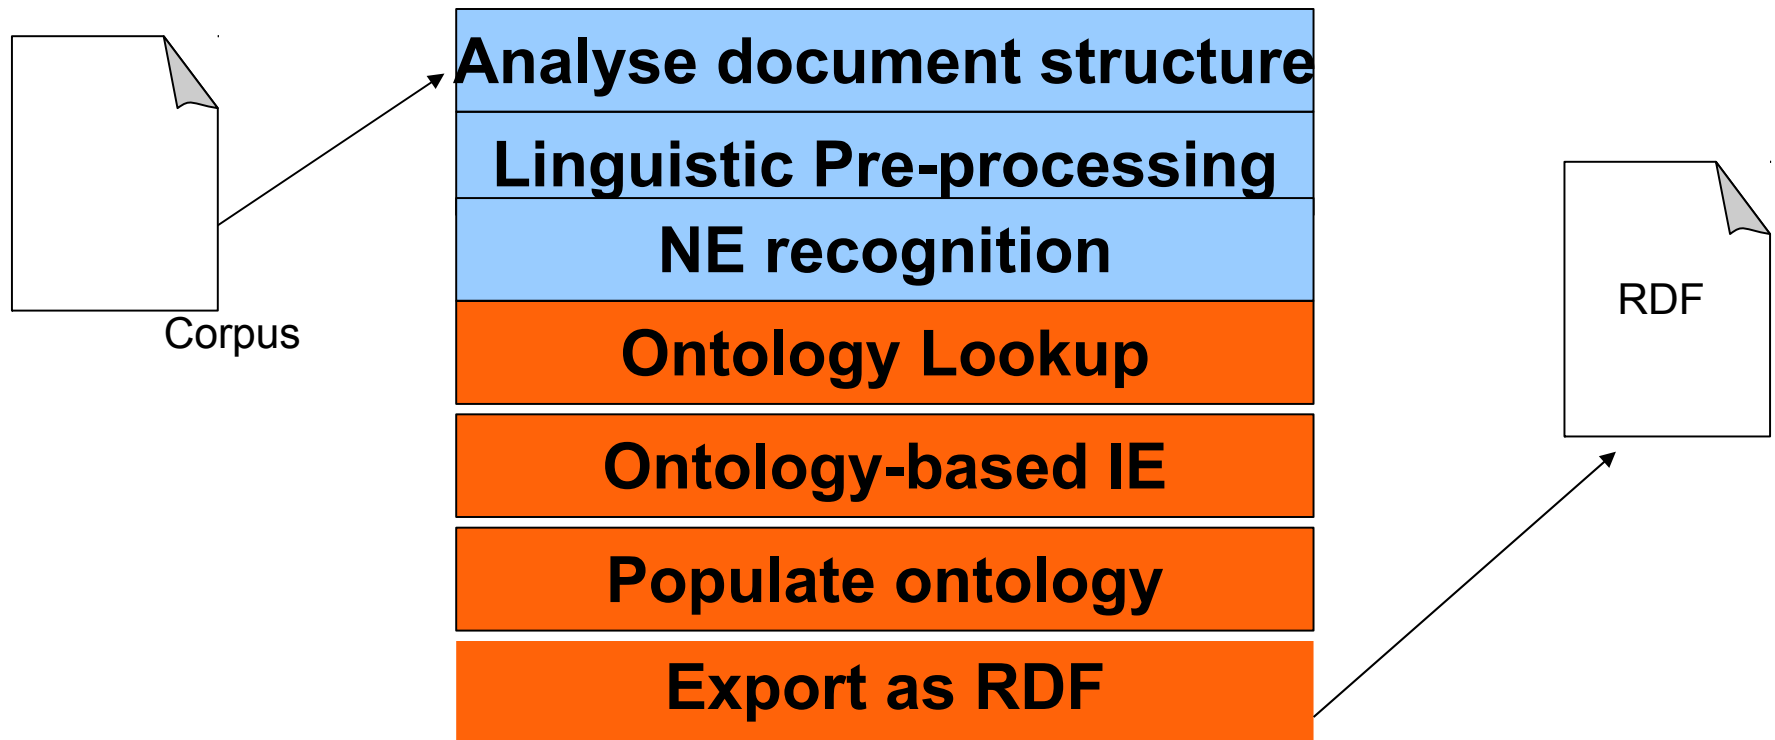 Analyse document structure
Linguistic Pre-processing
NE recognition
Ontology Lookup
Ontology-based IE
Populate ontology
Export as RDF
Corpus
RDF